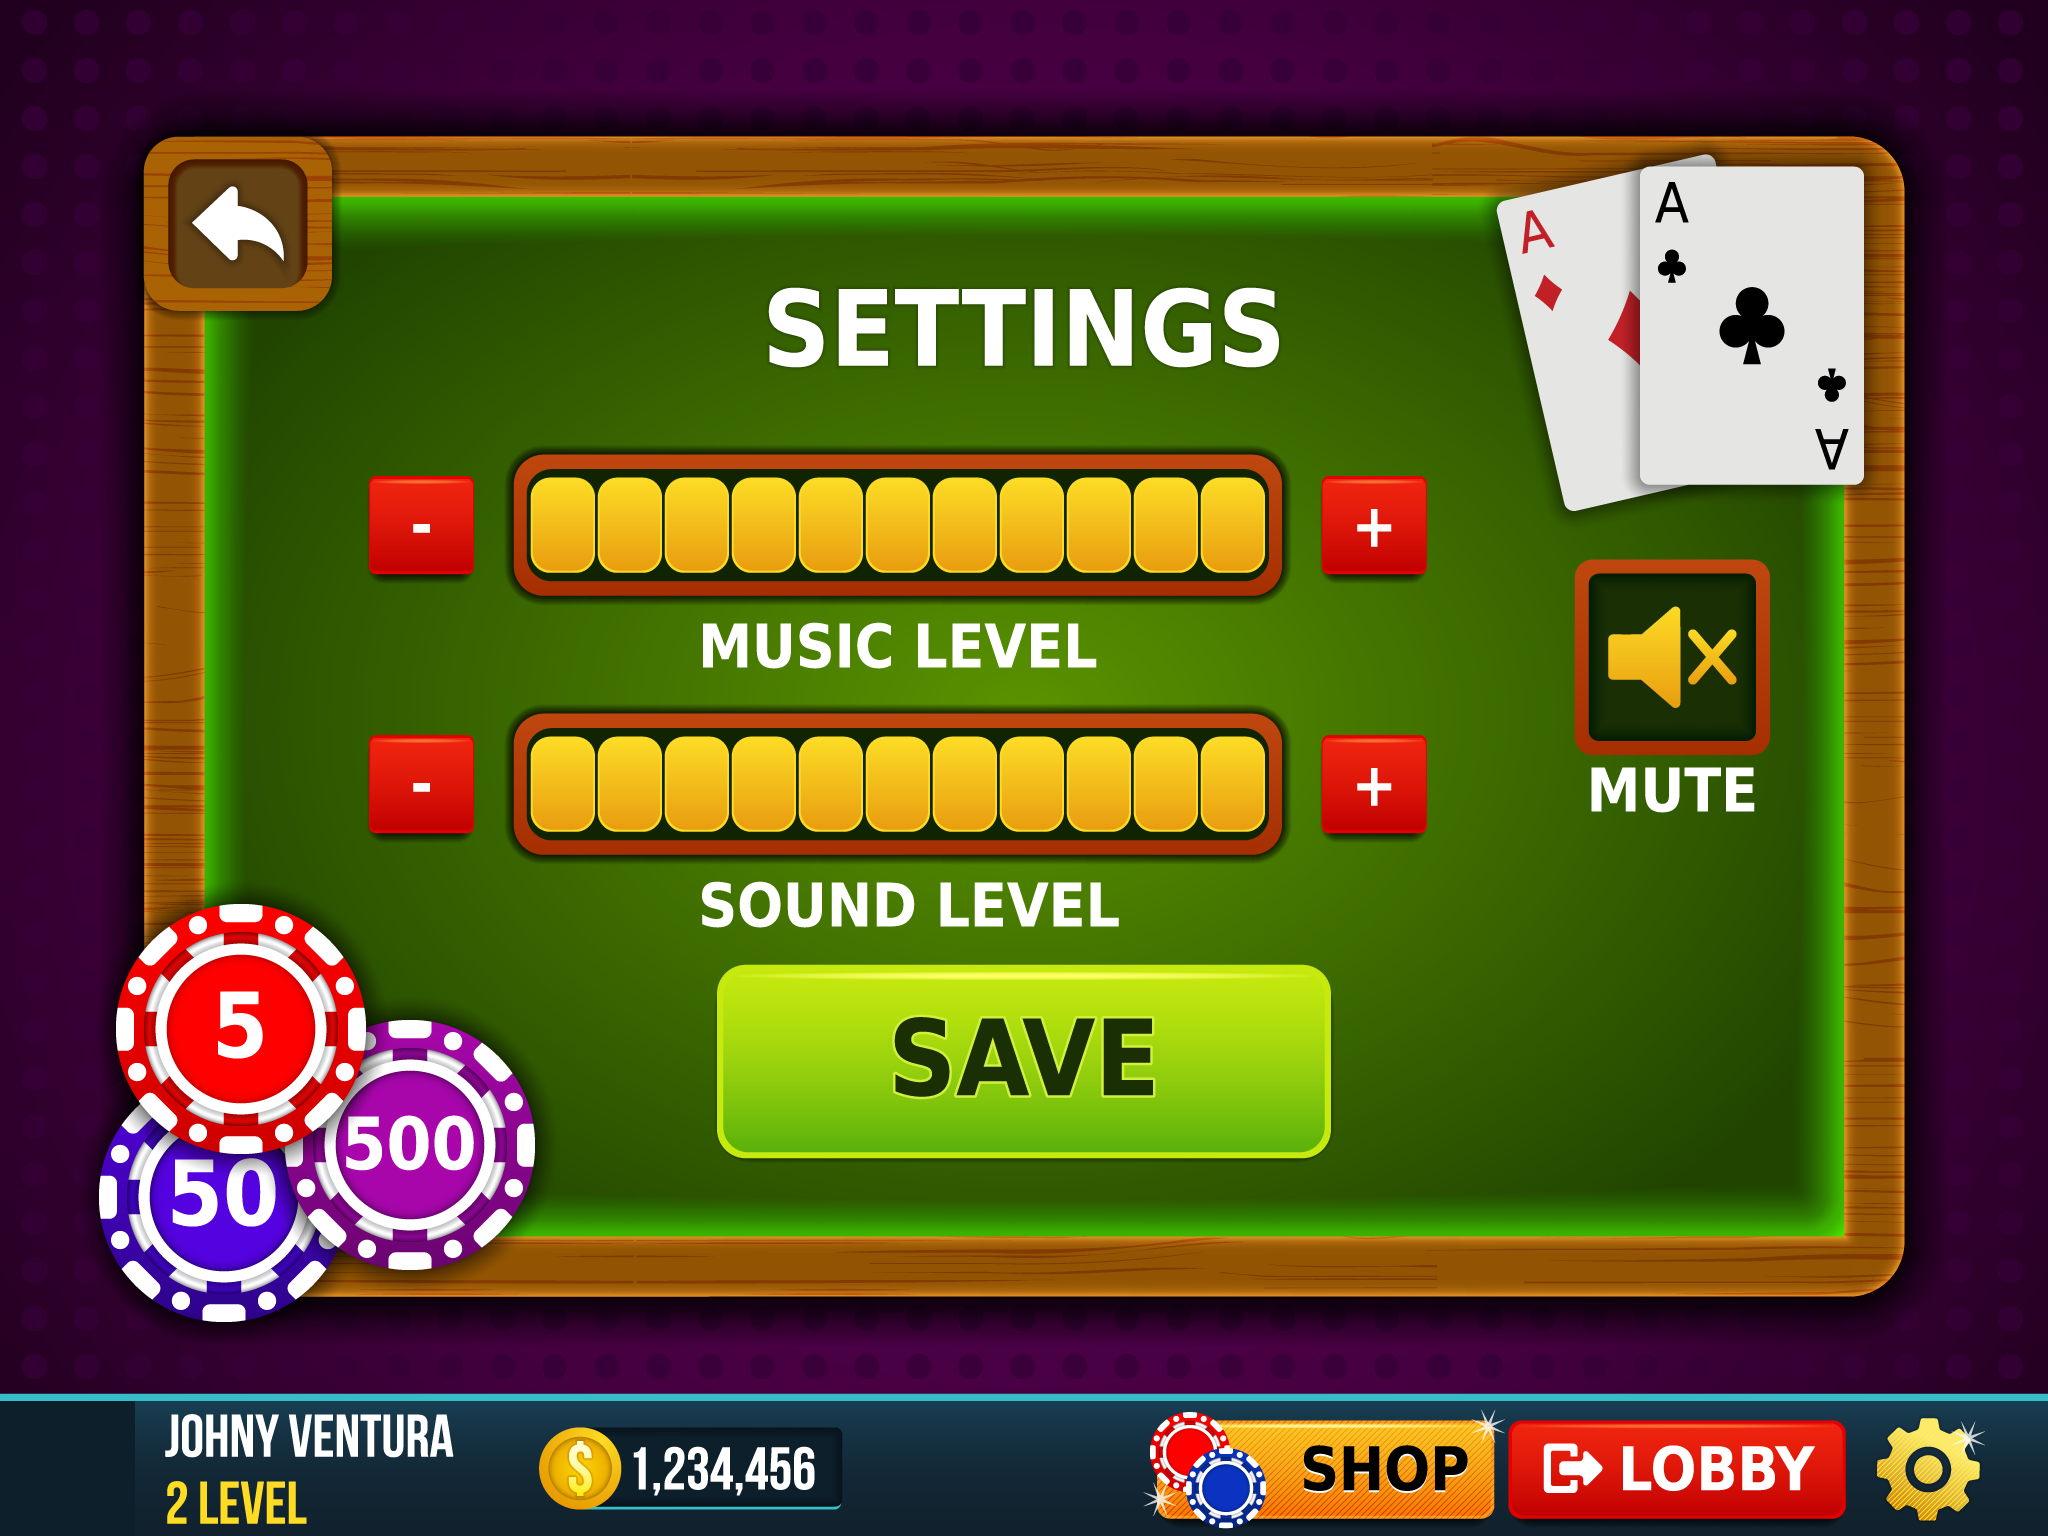 A
A
A
SETTINGS
- +
MUSIC LEVEL
- +
SOUND LEVEL
MUTE
SAVE
5
500
50
JOHNY VENTURA
2 LEVEL
$ 1,234,456
SHOP
LOBBY